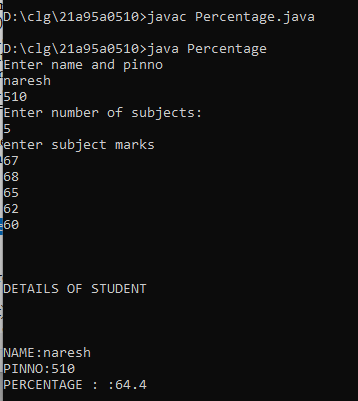 D:\clg\21a95a0510>javac Percentage.java
D:\clg\21a95a0510>java Percentage
Enter name and pinno
naresh
510
Enter number of subjects:
5
enter subject marks
67
68
65
62
60
DETAILS OF STUDENT
NAME:naresh
PINNO:510
PERCENTAGE : :64.4